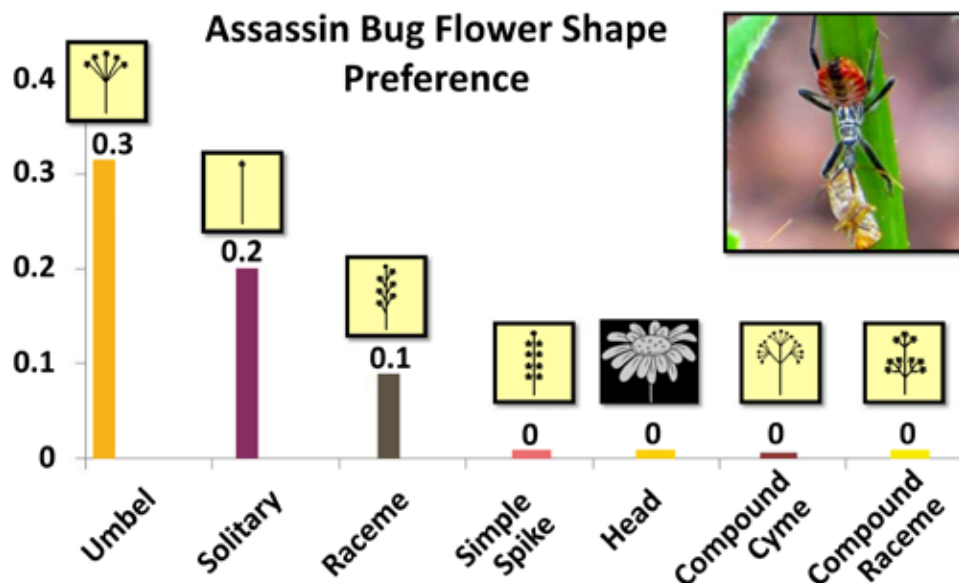 Assassin Bug Flower Shape
Preference
0.4
0.3
0.2
0.1
0
0.3
0.2
0.1
0
0
0
0
Umbel
Solitary
Raceme
Simple
Spike
Head
Compound
Cyme
Compound
Raceme